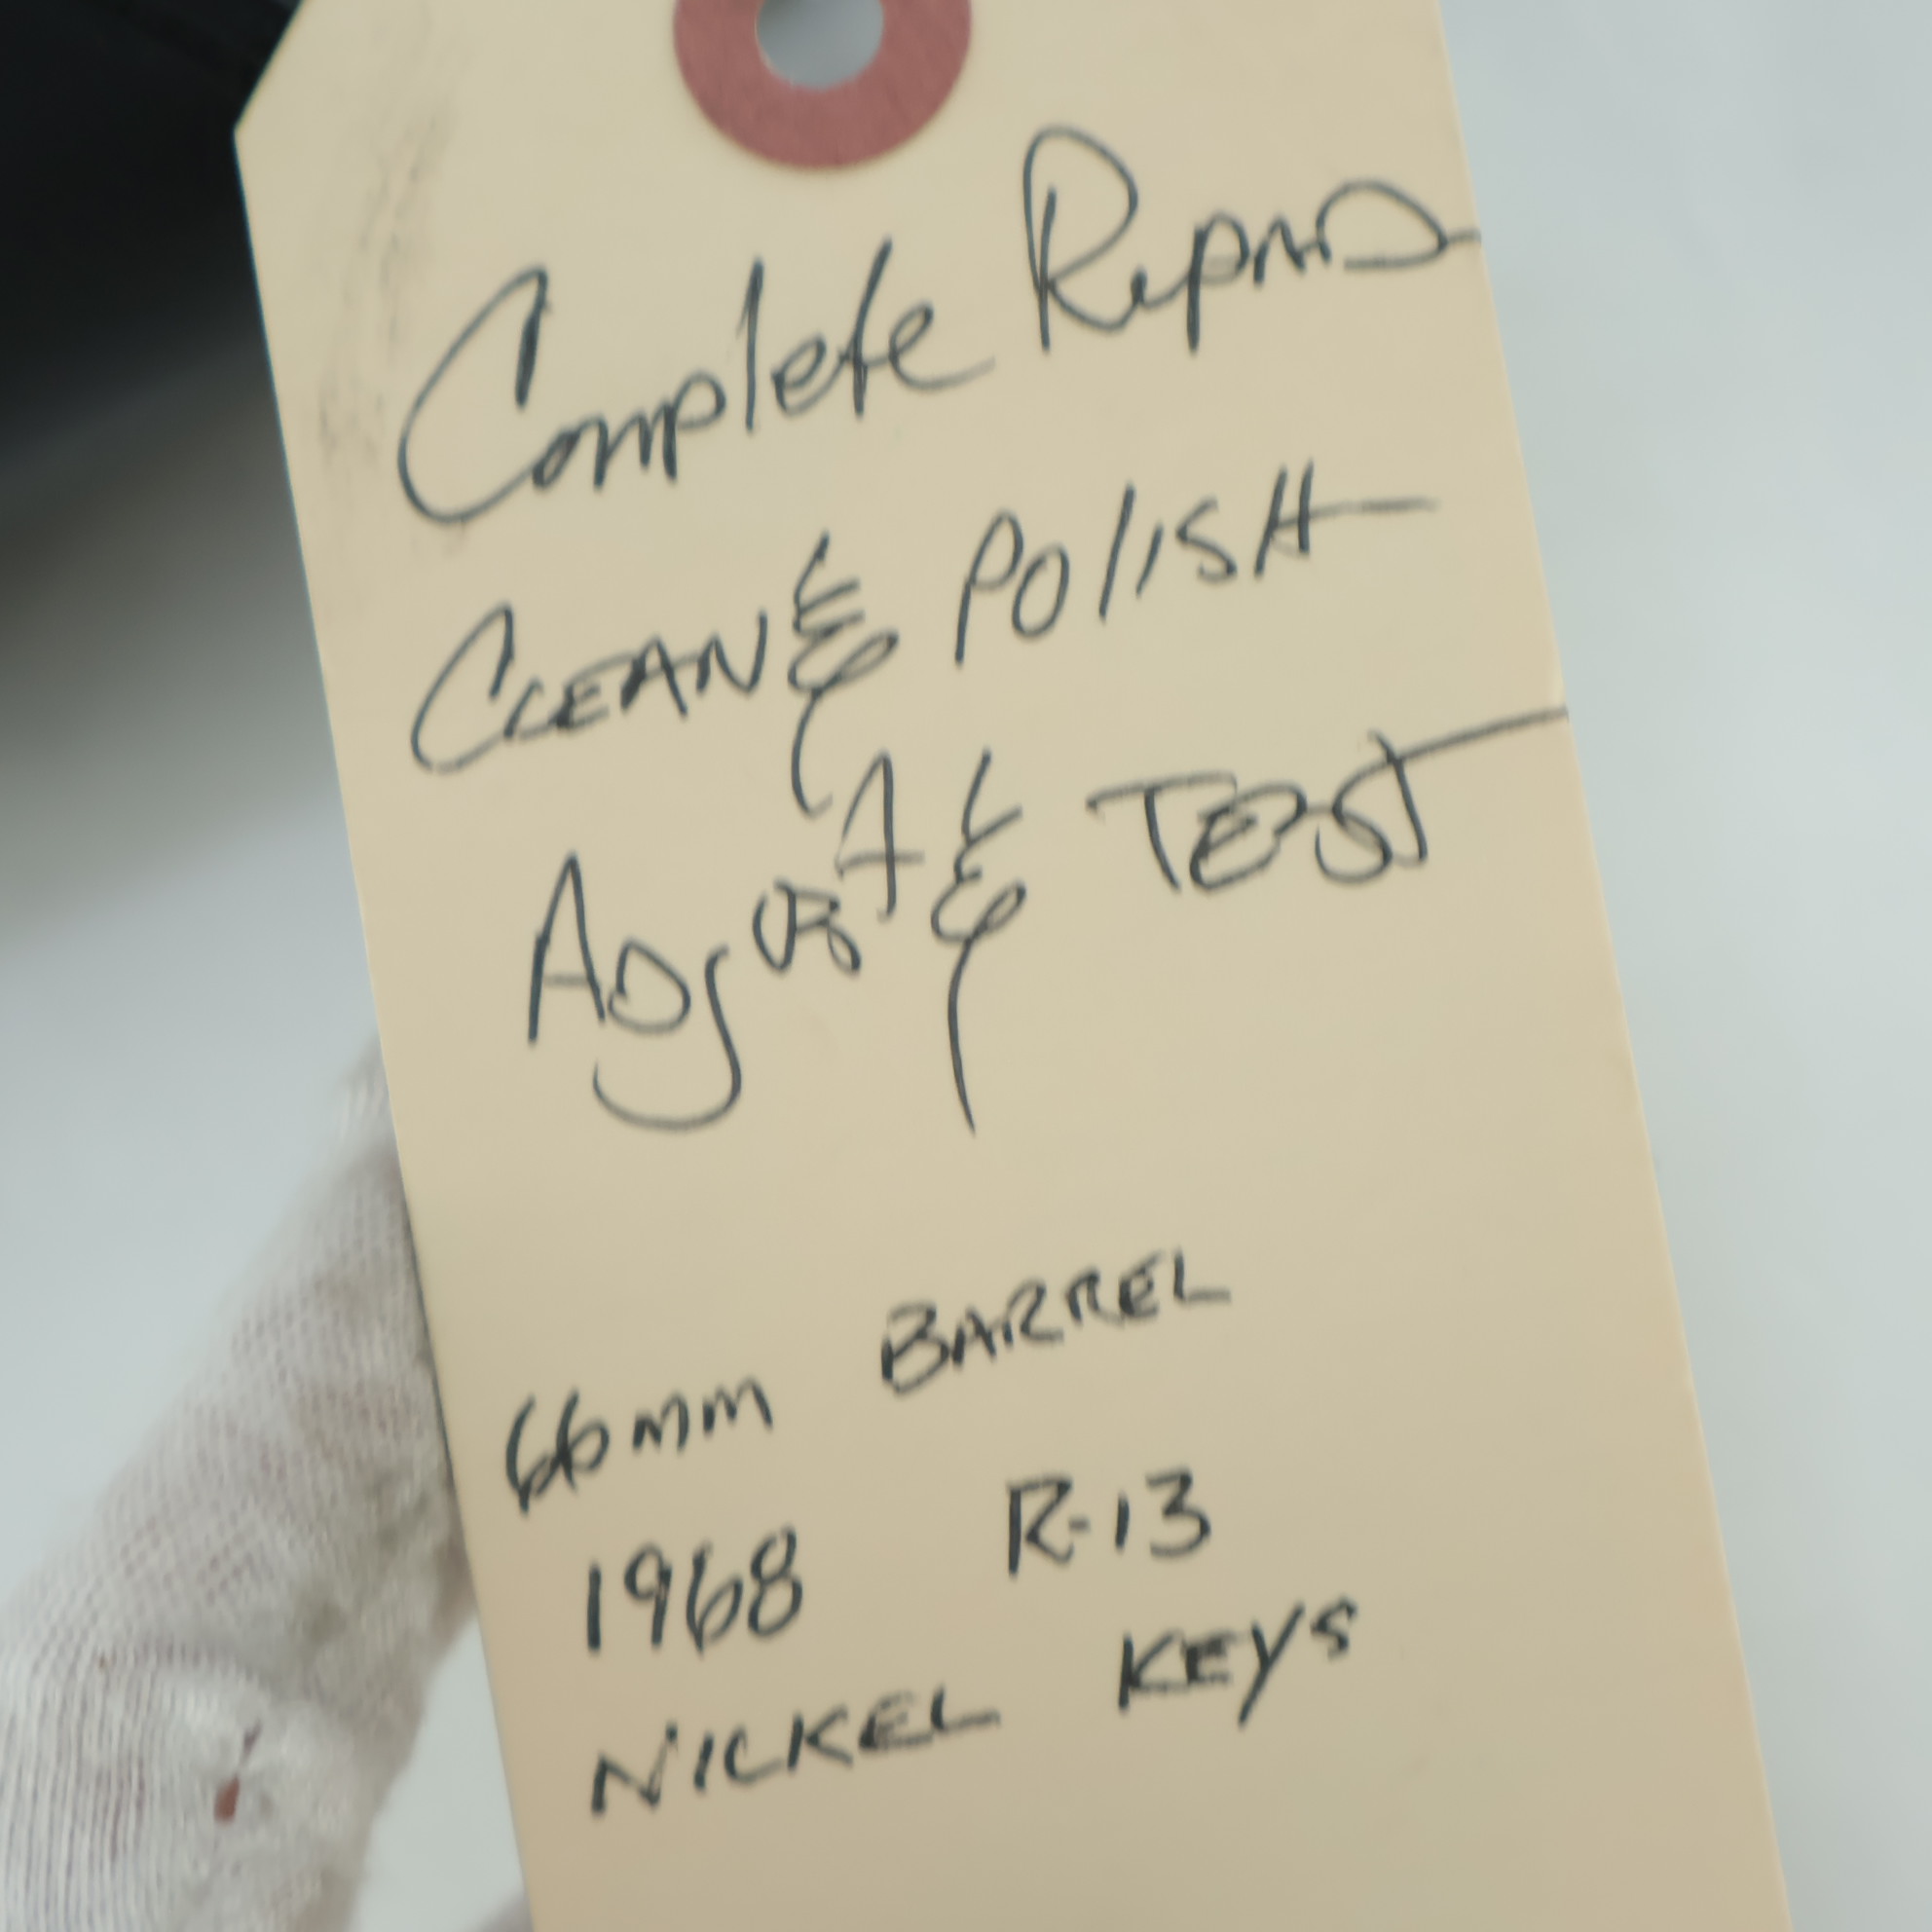 Complete Repad
CLEAN & POLISH
ADJUST & TEST
66mm BARREL
1968 R-13
NICKEL KEYS